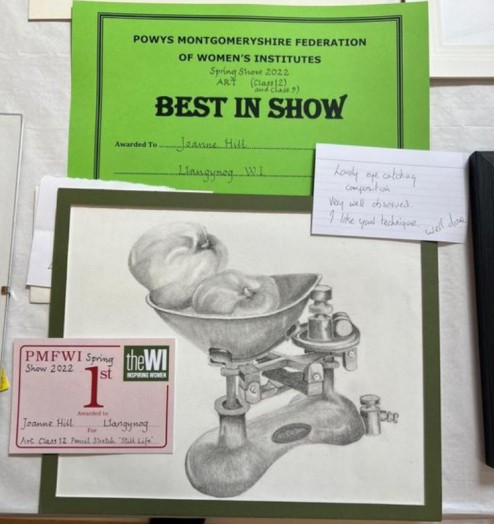 POWYS MONTGOMERYSHIRE FEDERATION
OF WOMEN'S INSTITUTES
Spring Show 2022
ART (Class 12)
and Class 9)
BEST IN SHOW
Awarded To Joanne Hill
Llangynog W.I.
Lovely eye catching
composition
Very well observed.
I like your technique.
well done
PMFWI Spring
Show 2022
1st
theWI
INSPIRING WOMEN
Awarded to
Joanne Hill Llangynog
For
Art Class 12 Pencil Sketch "Still Life"